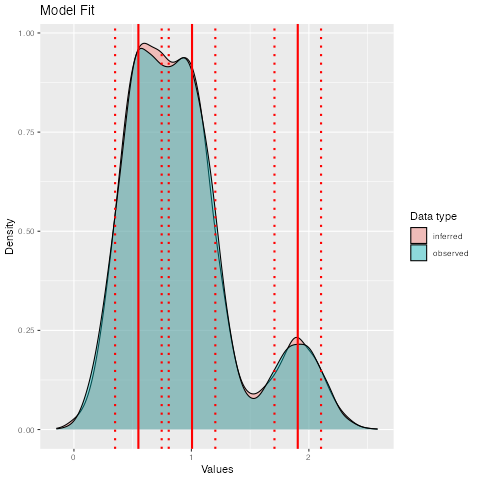 Model Fit
1.00
0.75
0.50
0.25
0.00
Density
0
1
2
Values
Data type
inferred
observed